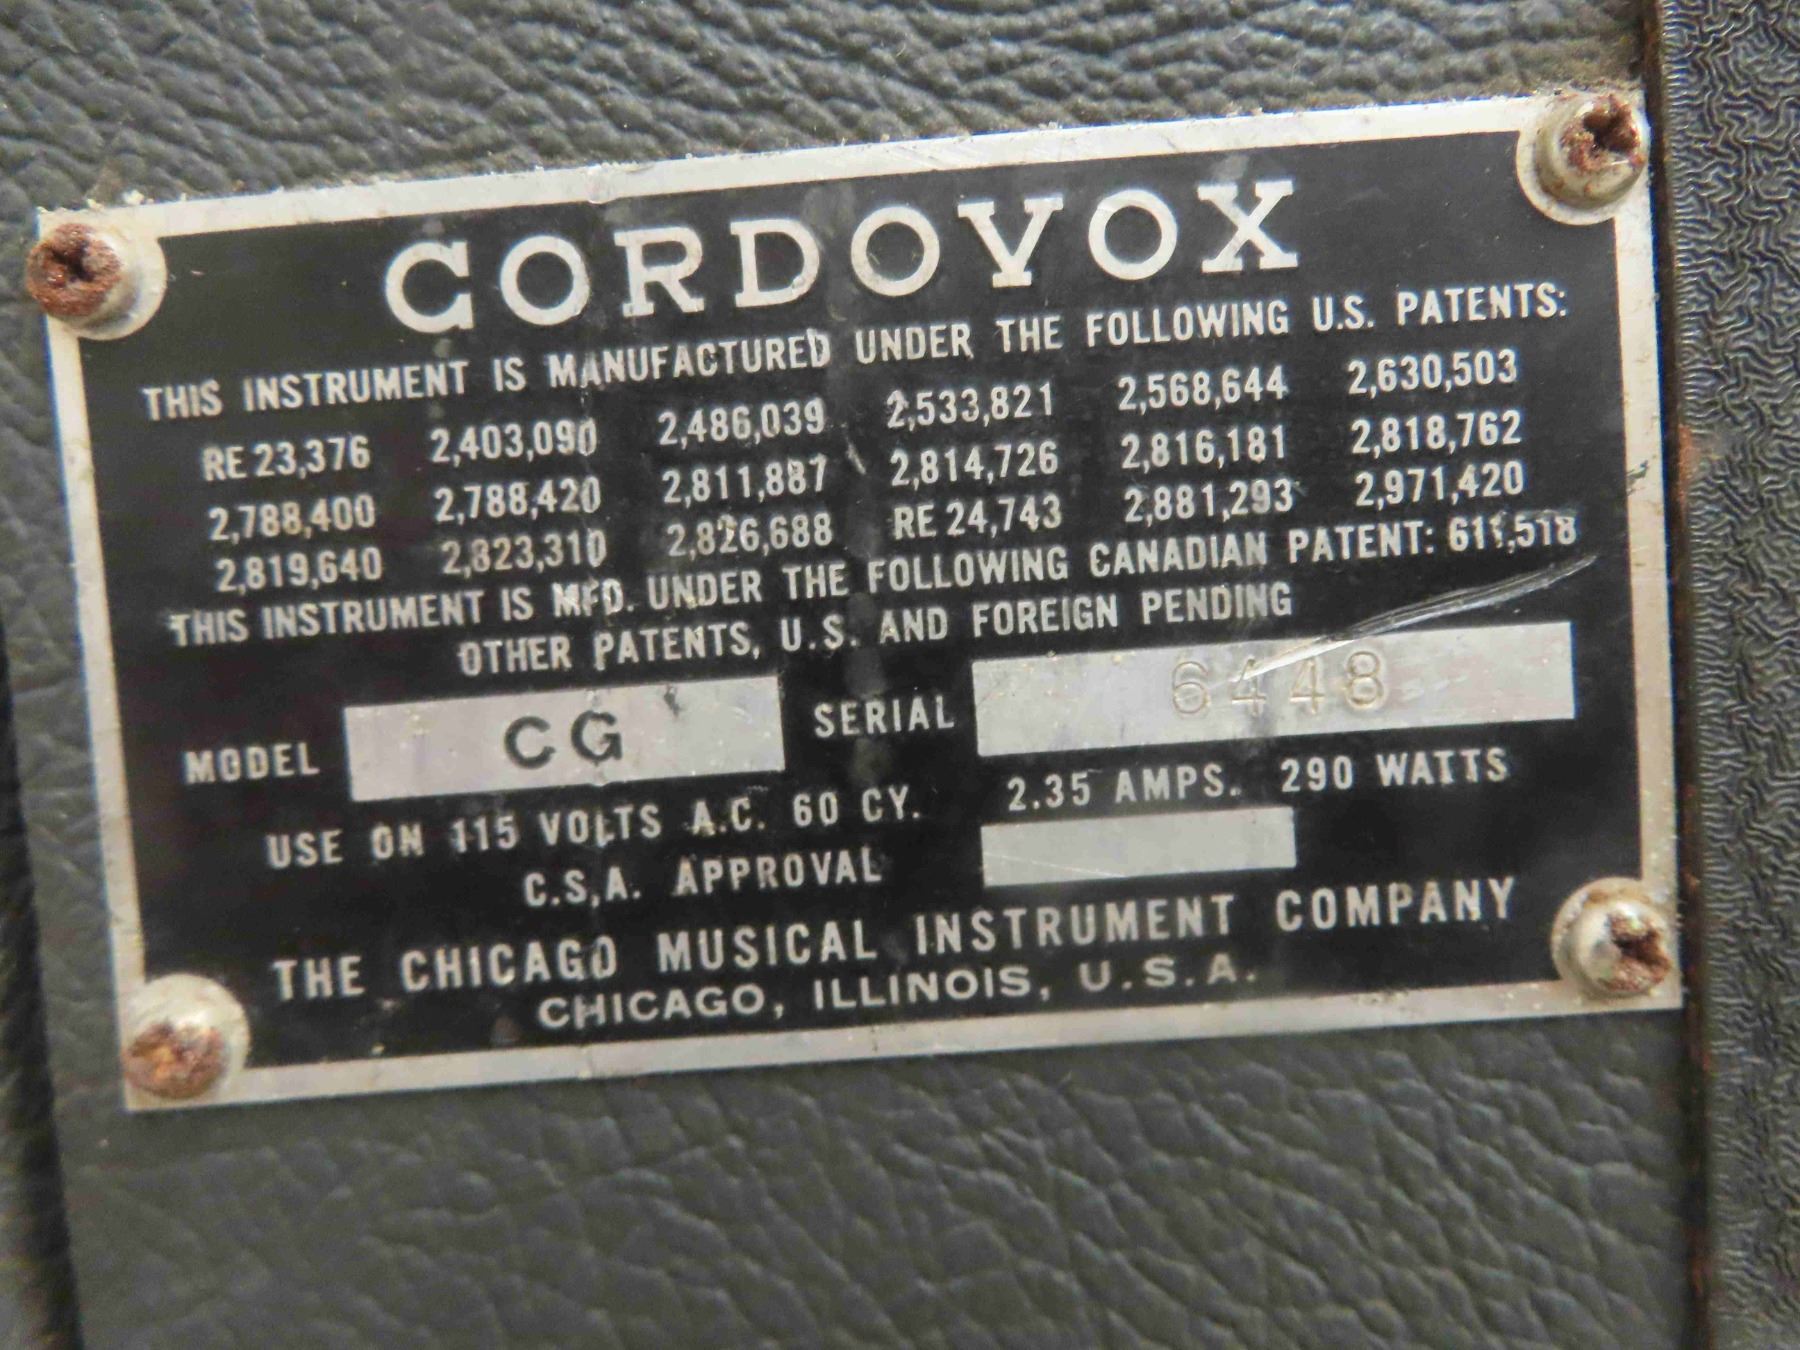 CORDOVOX
THIS INSTRUMENT IS MANUFACTURED UNDER THE FOLLOWING U.S. PATENTS:
RE 23,376 2,403,090 2,486,039 2,533,821 2,568,644 2,630,503
2,788,400 2,788,420 2,811,887 2,814,726 2,816,181 2,818,762
2,819,640 2,823,310 2,826,688 RE 24,743 2,881,293 2,971,420
THIS INSTRUMENT IS MFD. UNDER THE FOLLOWING CANADIAN PATENT: 611,518
OTHER PATENTS, U.S. AND FOREIGN PENDING
MODEL CG SERIAL 6448
USE ON 115 VOLTS A.C. 60 CY. 2.35 AMPS. 290 WATTS
C.S.A. APPROVAL
THE CHICAGO MUSICAL INSTRUMENT COMPANY
CHICAGO, ILLINOIS, U.S.A.